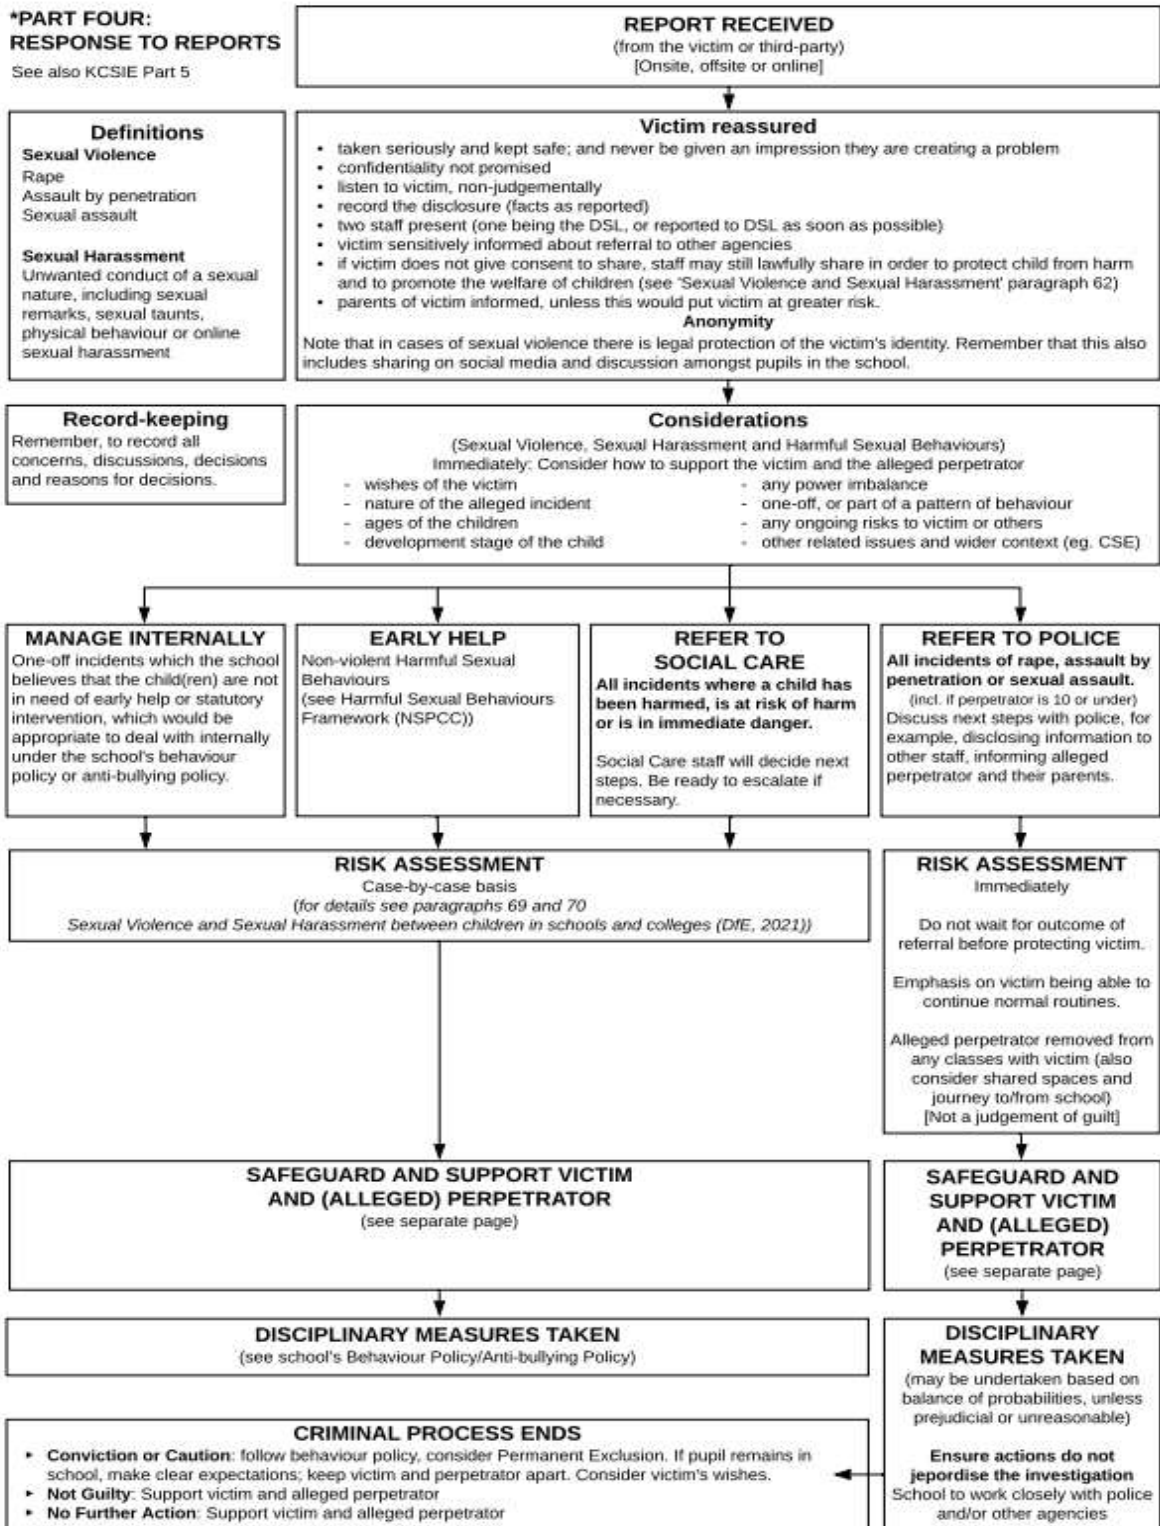 *PART FOUR:
RESPONSE TO REPORTS
See also KCSIE Part 5
REPORT RECEIVED
(from the victim or third-party)
[Onsite, offsite or online]
Definitions
Sexual Violence
Rape
Assault by penetration
Sexual assault
Sexual Harassment
Unwanted conduct of a sexual
nature, including sexual
remarks, sexual taunts,
physical behaviour or online
sexual harassment
Victim reassured
• taken seriously and kept safe; and never be given an impression they are creating a problem
• confidentiality not promised
• listen to victim, non-judgementally
• record the disclosure (facts as reported)
• two staff present (one being the DSL, or reported to DSL as soon as possible)
• victim sensitively informed about referral to other agencies
• if victim does not give consent to share, staff may still lawfully share in order to protect child from harm
and to promote the welfare of children (see 'Sexual Violence and Sexual Harassment' paragraph 62)
• parents of victim informed, unless this would put victim at greater risk.
Anonymity
Note that in cases of sexual violence there is legal protection of the victim's identity. Remember that this also
includes sharing on social media and discussion amongst pupils in the school.
Record-keeping
Remember, to record all
concerns, discussions, decisions
and reasons for decisions.
Considerations
(Sexual Violence, Sexual Harassment and Harmful Sexual Behaviours)
Immediately: Consider how to support the victim and the alleged perpetrator
- wishes of the victim
- nature of the alleged incident
- ages of the children
- development stage of the child
- any power imbalance
- one-off, or part of a pattern of behaviour
- any ongoing risks to victim or others
- other related issues and wider context (eg. CSE)
MANAGE INTERNALLY
One-off incidents which the school
believes that the child(ren) are not
in need of early help or statutory
intervention, which would be
appropriate to deal with internally
under the school's behaviour
policy or anti-bullying policy.
EARLY HELP
Non-violent Harmful Sexual
Behaviours
(see Harmful Sexual Behaviours
Framework (NSPCC))
REFER TO
SOCIAL CARE
All incidents where a child has
been harmed, is at risk of harm
or is in immediate danger.
Social Care staff will decide next
steps. Be ready to escalate if
necessary.
REFER TO POLICE
All incidents of rape, assault by
penetration or sexual assault.
(incl. if perpetrator is 10 or under)
Discuss next steps with police, for
example, disclosing information to
other staff, informing alleged
perpetrator and their parents.
RISK ASSESSMENT
Case-by-case basis
(for details see paragraphs 69 and 70
Sexual Violence and Sexual Harassment between children in schools and colleges (DfE, 2021))
RISK ASSESSMENT
Immediately
Do not wait for outcome of
referral before protecting victim.
Emphasis on victim being able to
continue normal routines.
Alleged perpetrator removed from
any classes with victim (also
consider shared spaces and
journey to/from school)
[Not a judgement of guilt]
SAFEGUARD AND SUPPORT VICTIM
AND (ALLEGED) PERPETRATOR
(see separate page)
SAFEGUARD AND
SUPPORT VICTIM
AND (ALLEGED)
PERPETRATOR
(see separate page)
DISCIPLINARY MEASURES TAKEN
(see school's Behaviour Policy/Anti-bullying Policy)
DISCIPLINARY
MEASURES TAKEN
(may be undertaken based on
balance of probabilities, unless
prejudicial or unreasonable)
Ensure actions do not
jepordise the investigation
School to work closely with police
and/or other agencies
CRIMINAL PROCESS ENDS
▸ Conviction or Caution: follow behaviour policy, consider Permanent Exclusion. If pupil remains in
school, make clear expectations; keep victim and perpetrator apart. Consider victim's wishes.
▸ Not Guilty: Support victim and alleged perpetrator
▸ No Further Action: Support victim and alleged perpetrator